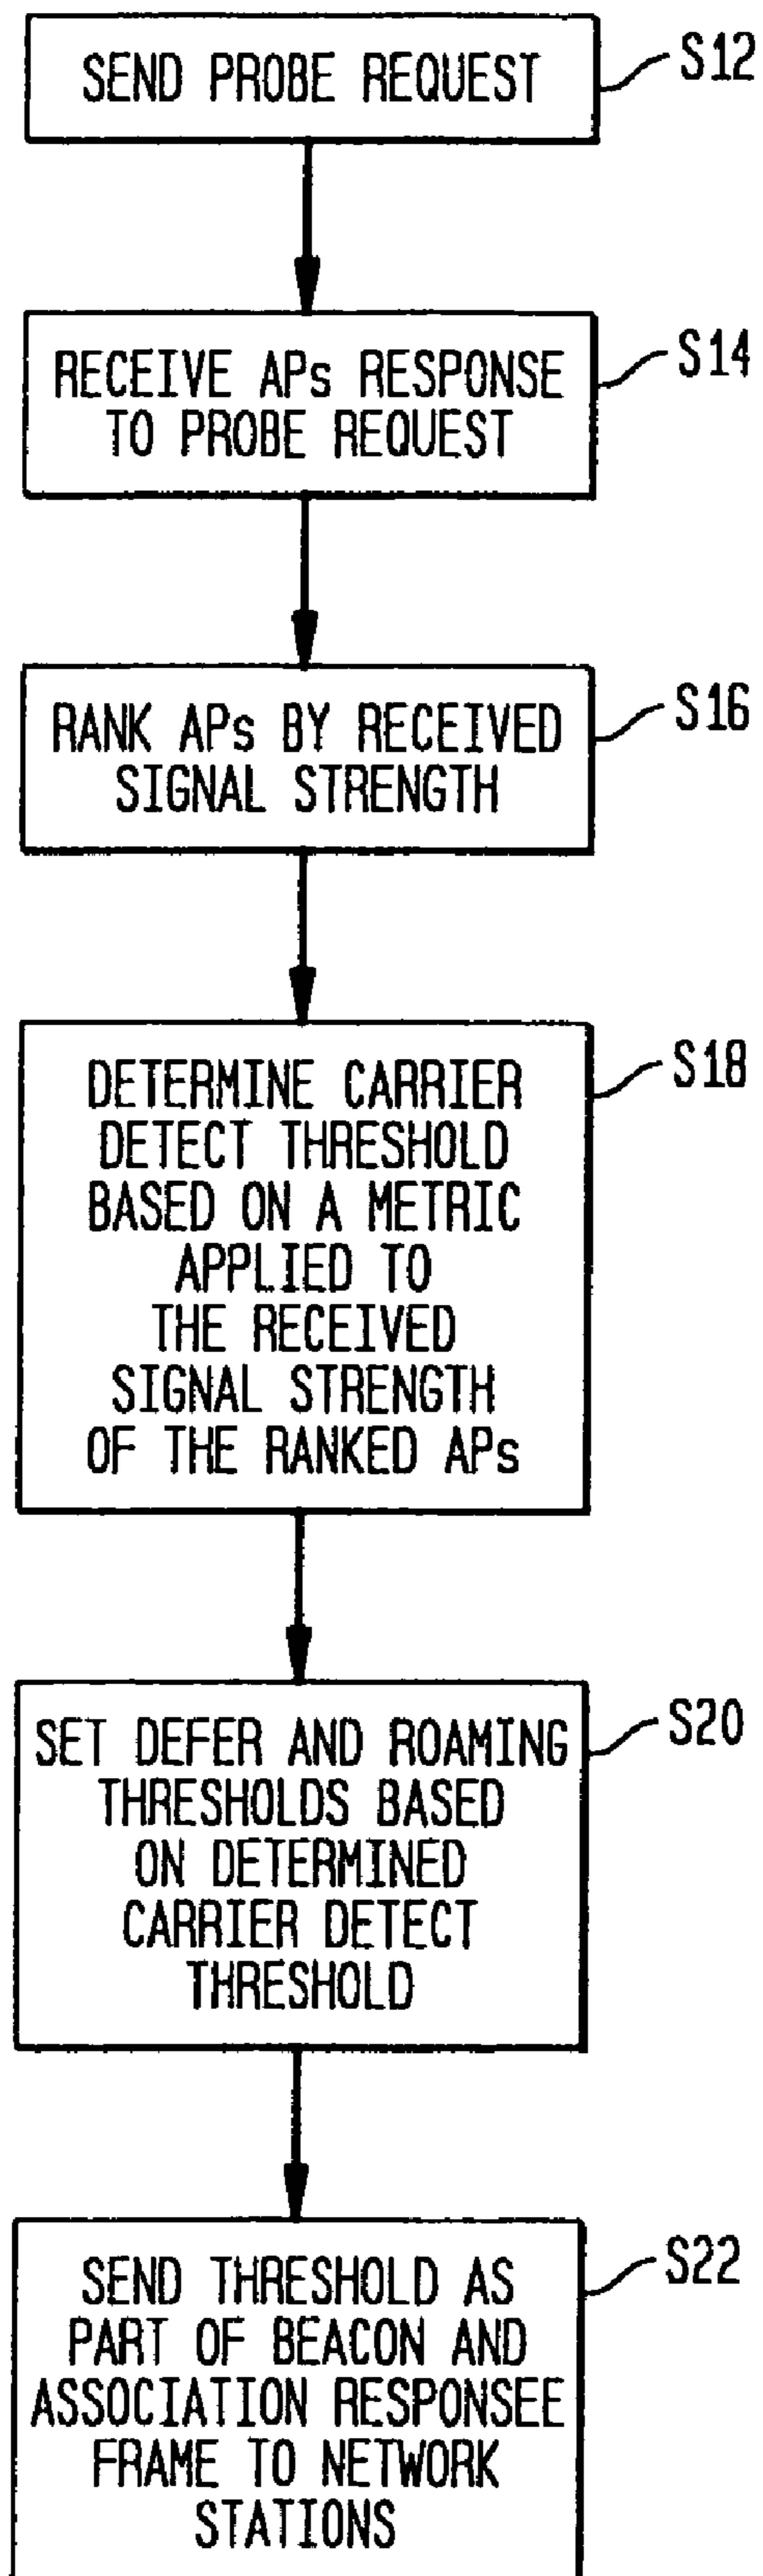 SEND PROBE REQUEST
S12
RECEIVE APs RESPONSE
TO PROBE REQUEST
S14
RANK APs BY RECEIVED
SIGNAL STRENGTH
S16
DETERMINE CARRIER
DETECT THRESHOLD
BASED ON A METRIC
APPLIED TO
THE RECEIVED
SIGNAL STRENGTH
OF THE RANKED APs
S18
SET DEFER AND ROAMING
THRESHOLDS BASED
ON DETERMINED
CARRIER DETECT
THRESHOLD
S20
SEND THRESHOLD AS
PART OF BEACON AND
ASSOCIATION RESPONSEE
FRAME TO NETWORK
STATIONS
S22